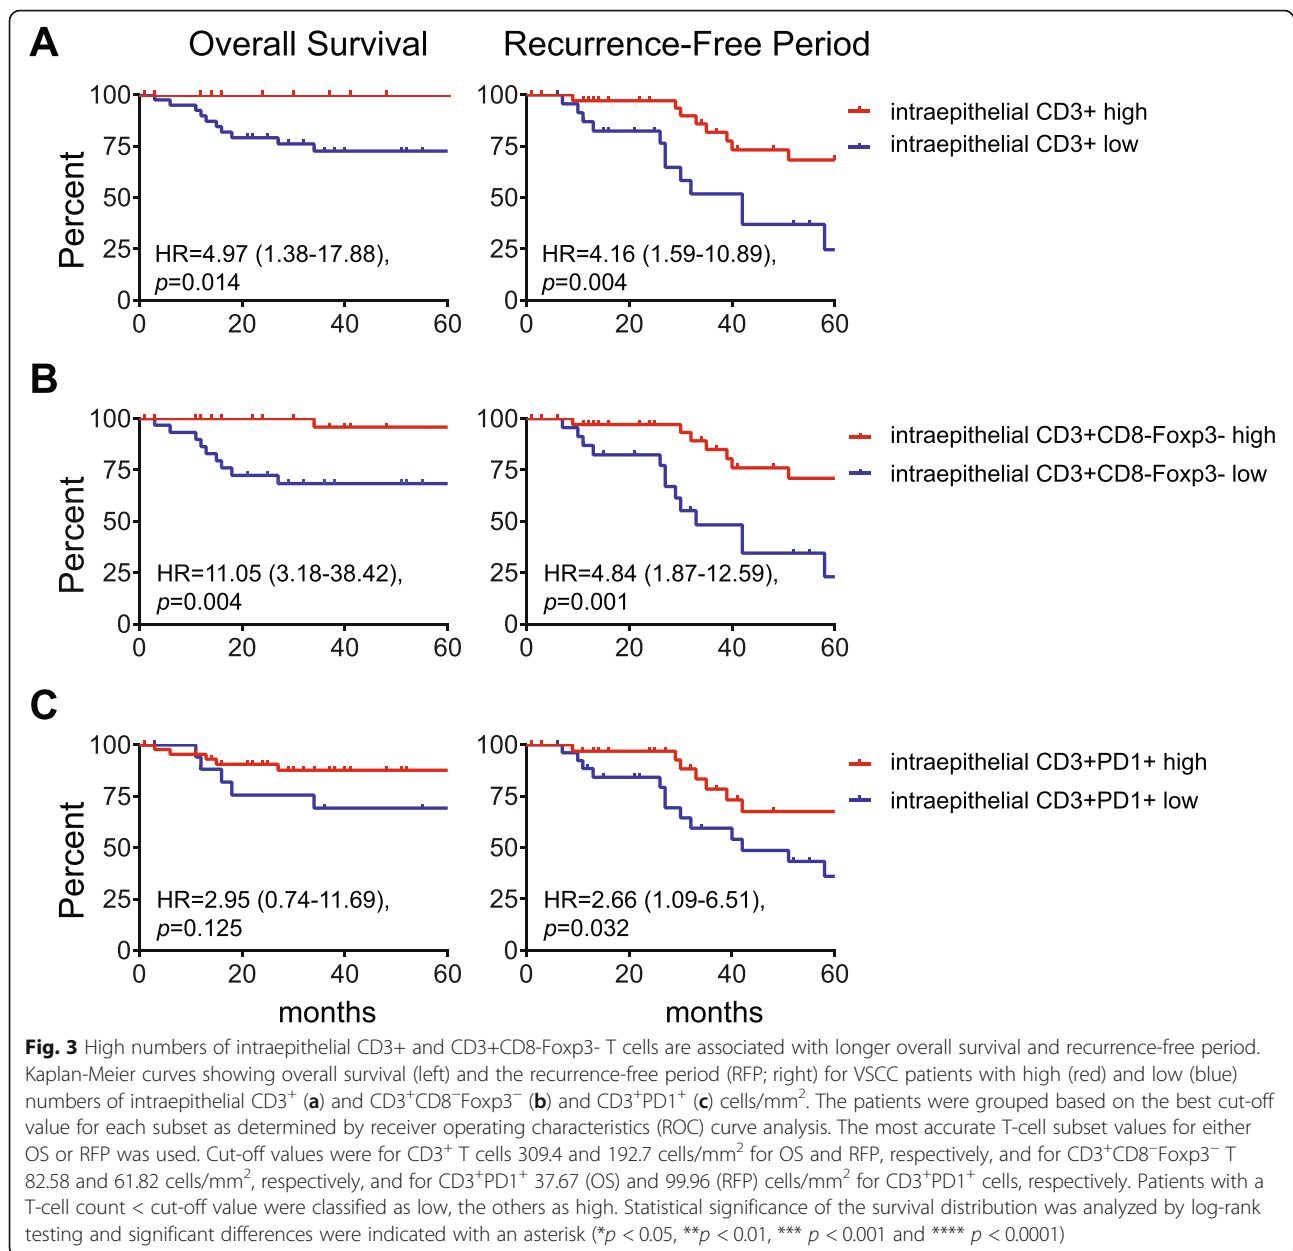 A
Overall Survival
Recurrence-Free Period
100
75
50
25
0
Percent
HR=4.97 (1.38-17.88),
p=0.014
0 20 40 60
100
75
50
25
0
HR=4.16 (1.59-10.89),
p=0.004
0 20 40 60
intraepithelial CD3+ high
intraepithelial CD3+ low
B
100
75
50
25
0
Percent
HR=11.05 (3.18-38.42),
p=0.004
0 20 40 60
100
75
50
25
0
HR=4.84 (1.87-12.59),
p=0.001
0 20 40 60
intraepithelial CD3+CD8-Foxp3- high
intraepithelial CD3+CD8-Foxp3- low
C
100
75
50
25
0
Percent
HR=2.95 (0.74-11.69),
p=0.125
0 20 40 60
months
100
75
50
25
0
HR=2.66 (1.09-6.51),
p=0.032
0 20 40 60
months
intraepithelial CD3+PD1+ high
intraepithelial CD3+PD1+ low
Fig. 3 High numbers of intraepithelial CD3+ and CD3+CD8-Foxp3- T cells are associated with longer overall survival and recurrence-free period.
Kaplan-Meier curves showing overall survival (left) and the recurrence-free period (RFP; right) for VSCC patients with high (red) and low (blue)
numbers of intraepithelial CD3⁺ (a) and CD3⁺CD8⁻Foxp3⁻ (b) and CD3⁺PD1⁺ (c) cells/mm². The patients were grouped based on the best cut-off
value for each subset as determined by receiver operating characteristics (ROC) curve analysis. The most accurate T-cell subset values for either
OS or RFP was used. Cut-off values were for CD3⁺ T cells 309.4 and 192.7 cells/mm² for OS and RFP, respectively, and for CD3⁺CD8⁻Foxp3⁻ T
82.58 and 61.82 cells/mm², respectively, and for CD3⁺PD1⁺ 37.67 (OS) and 99.96 (RFP) cells/mm² for CD3⁺PD1⁺ cells, respectively. Patients with a
T-cell count < cut-off value were classified as low, the others as high. Statistical significance of the survival distribution was analyzed by log-rank
testing and significant differences were indicated with an asterisk (*p < 0.05, **p < 0.01, *** p < 0.001 and **** p < 0.0001)